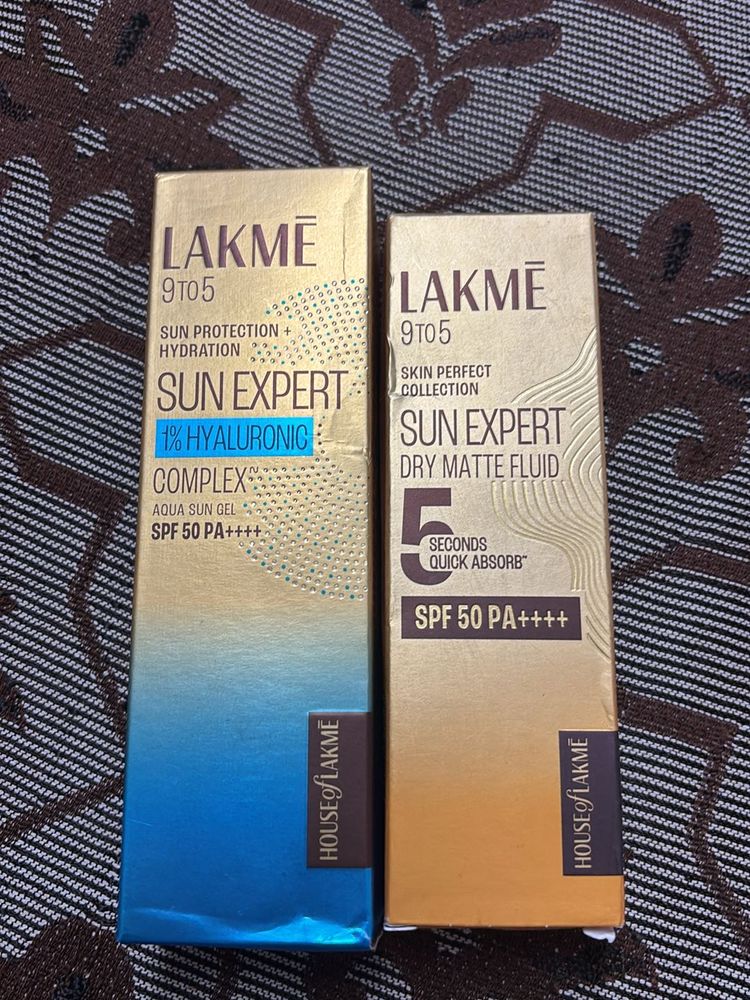 LAKMĒ
9TO5
SUN PROTECTION +
HYDRATION
SUN EXPERT
1% HYALURONIC
COMPLEX~
AQUA SUN GEL
SPF 50 PA++++
HOUSE of LAKMĒ
LAKMĒ
9TO5
SKIN PERFECT
COLLECTION
SUN EXPERT
DRY MATTE FLUID
5 SECONDS
QUICK ABSORB~
SPF 50 PA++++
HOUSE of LAKMĒ